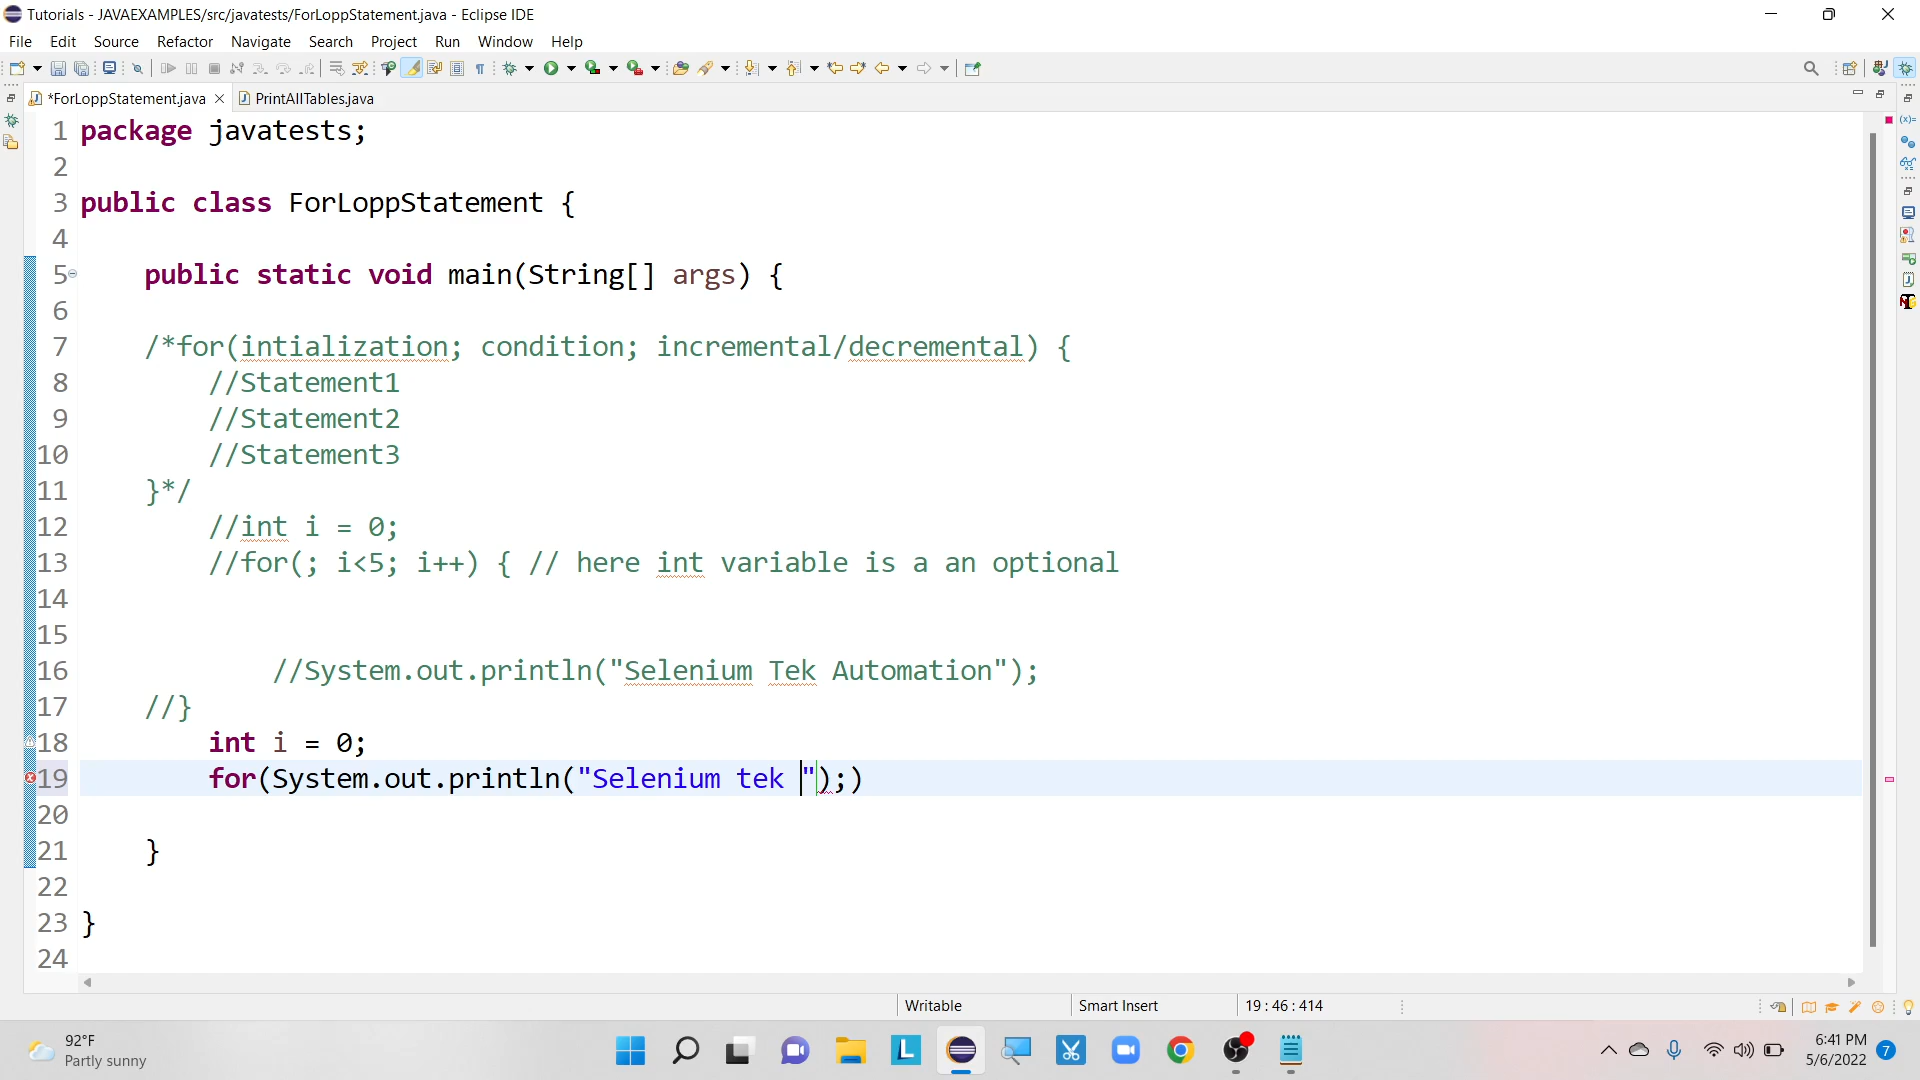 Tutorials - JAVAEXAMPLES/src/javatests/ForLoppStatement.java - Eclipse IDE
File Edit Source Refactor Navigate Search Project Run Window Help
*ForLoppStatement.java PrintAllTables.java
1 package javatests;
2
3 public class ForLoppStatement {
4
5 public static void main(String[] args) {
6
7 /*for(intialization; condition; incremental/decremental) {
8 //Statement1
9 //Statement2
10 //Statement3
11 }*/
12 //int i = 0;
13 //for(; i<5; i++) { // here int variable is a an optional
14
15
16 //System.out.println("Selenium Tek Automation");
17 //}
18 int i = 0;
19 for(System.out.println("Selenium tek ");)
20
21 }
22
23 }
24
Writable Smart Insert 19 : 46 : 414
92°F
Partly sunny
6:41 PM
5/6/2022
7